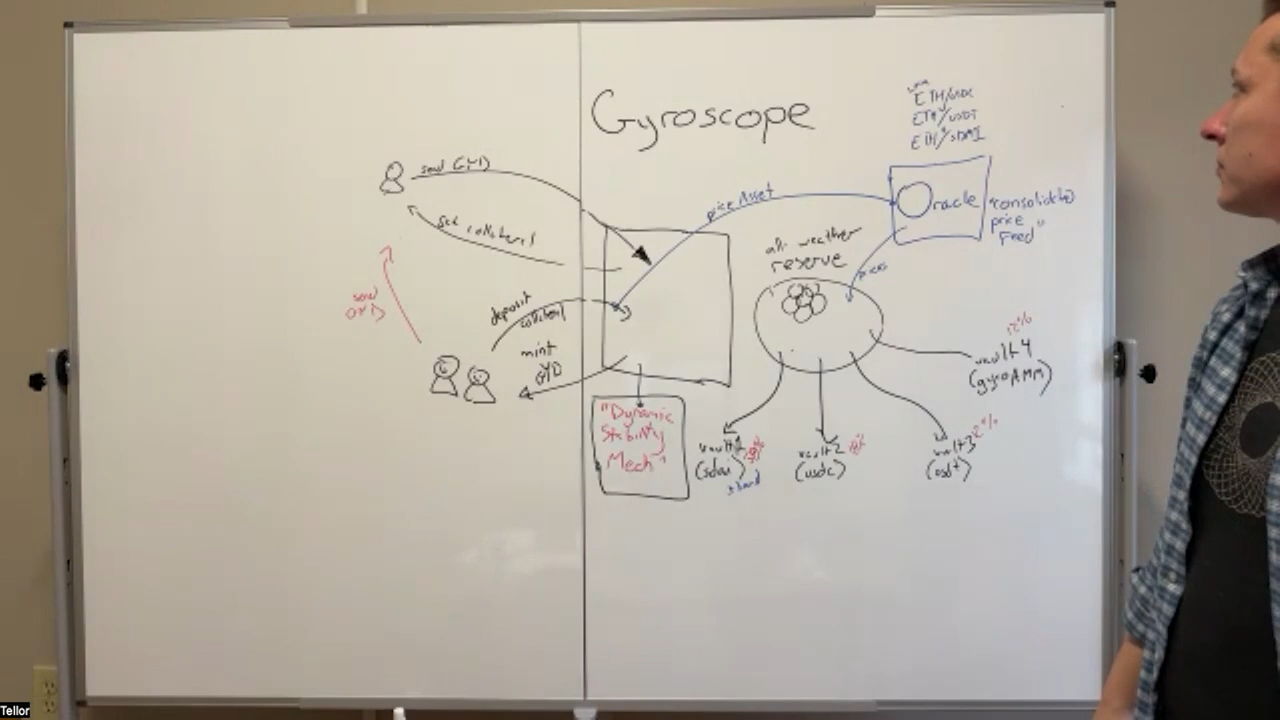 Gyroscope
ETH/USDC
ETH/USDT
ETH/SDAI
Oracle
"consolidated
price
Feed"
price Asset
prices
all-weather
reserve
send GYD
get collateral
deposit
collateral
mint
GYD
send
GYD
"Dynamic
Stability
Mech"
vault 1
(sdai)
vault 2
(usdc)
vault 3
(usdt)
vault 4
(gyroAMM)
12%
Tellor